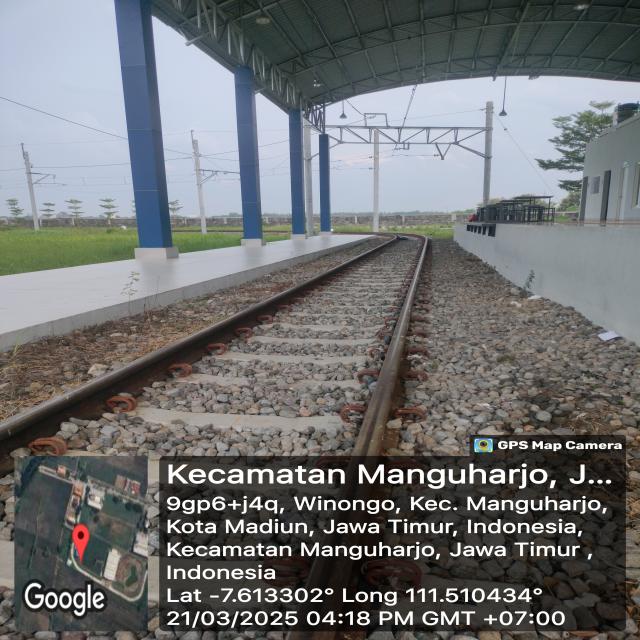 GPS Map Camera
Kecamatan Manguharjo, J...
9gp6+j4q, Winongo, Kec. Manguharjo,
Kota Madiun, Jawa Timur, Indonesia,
Kecamatan Manguharjo, Jawa Timur ,
Indonesia
Lat -7.613302° Long 111.510434°
21/03/2025 04:18 PM GMT +07:00
Google